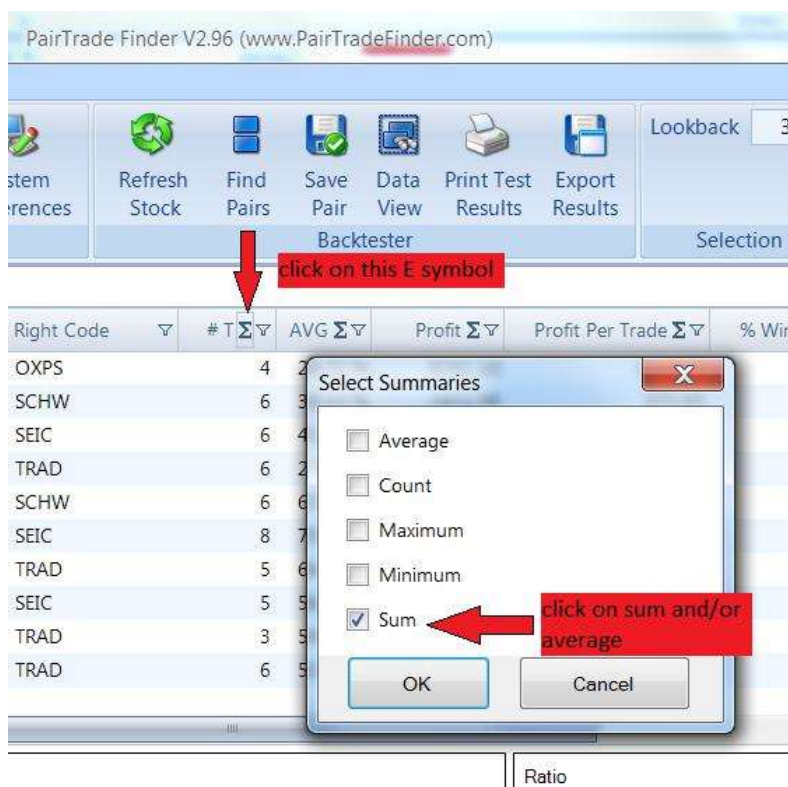 PairTrade Finder V2.96 (www.PairTradeFinder.com)
Lookback 3
Refresh Stock
Find Pairs
Save Pair
Data View
Print Test Results
Export Results
Backtester
Selection
click on this E symbol
Right Code # T Σ AVG Σ Profit Σ Profit Per Trade Σ
OXPS 4
SCHW 6
SEIC 6
TRAD 6
SCHW 6
SEIC 8
TRAD 5
SEIC 5
TRAD 3
TRAD 6
Select Summaries
Average
Count
Maximum
Minimum
Sum
click on sum and/or
average
OK Cancel
Ratio